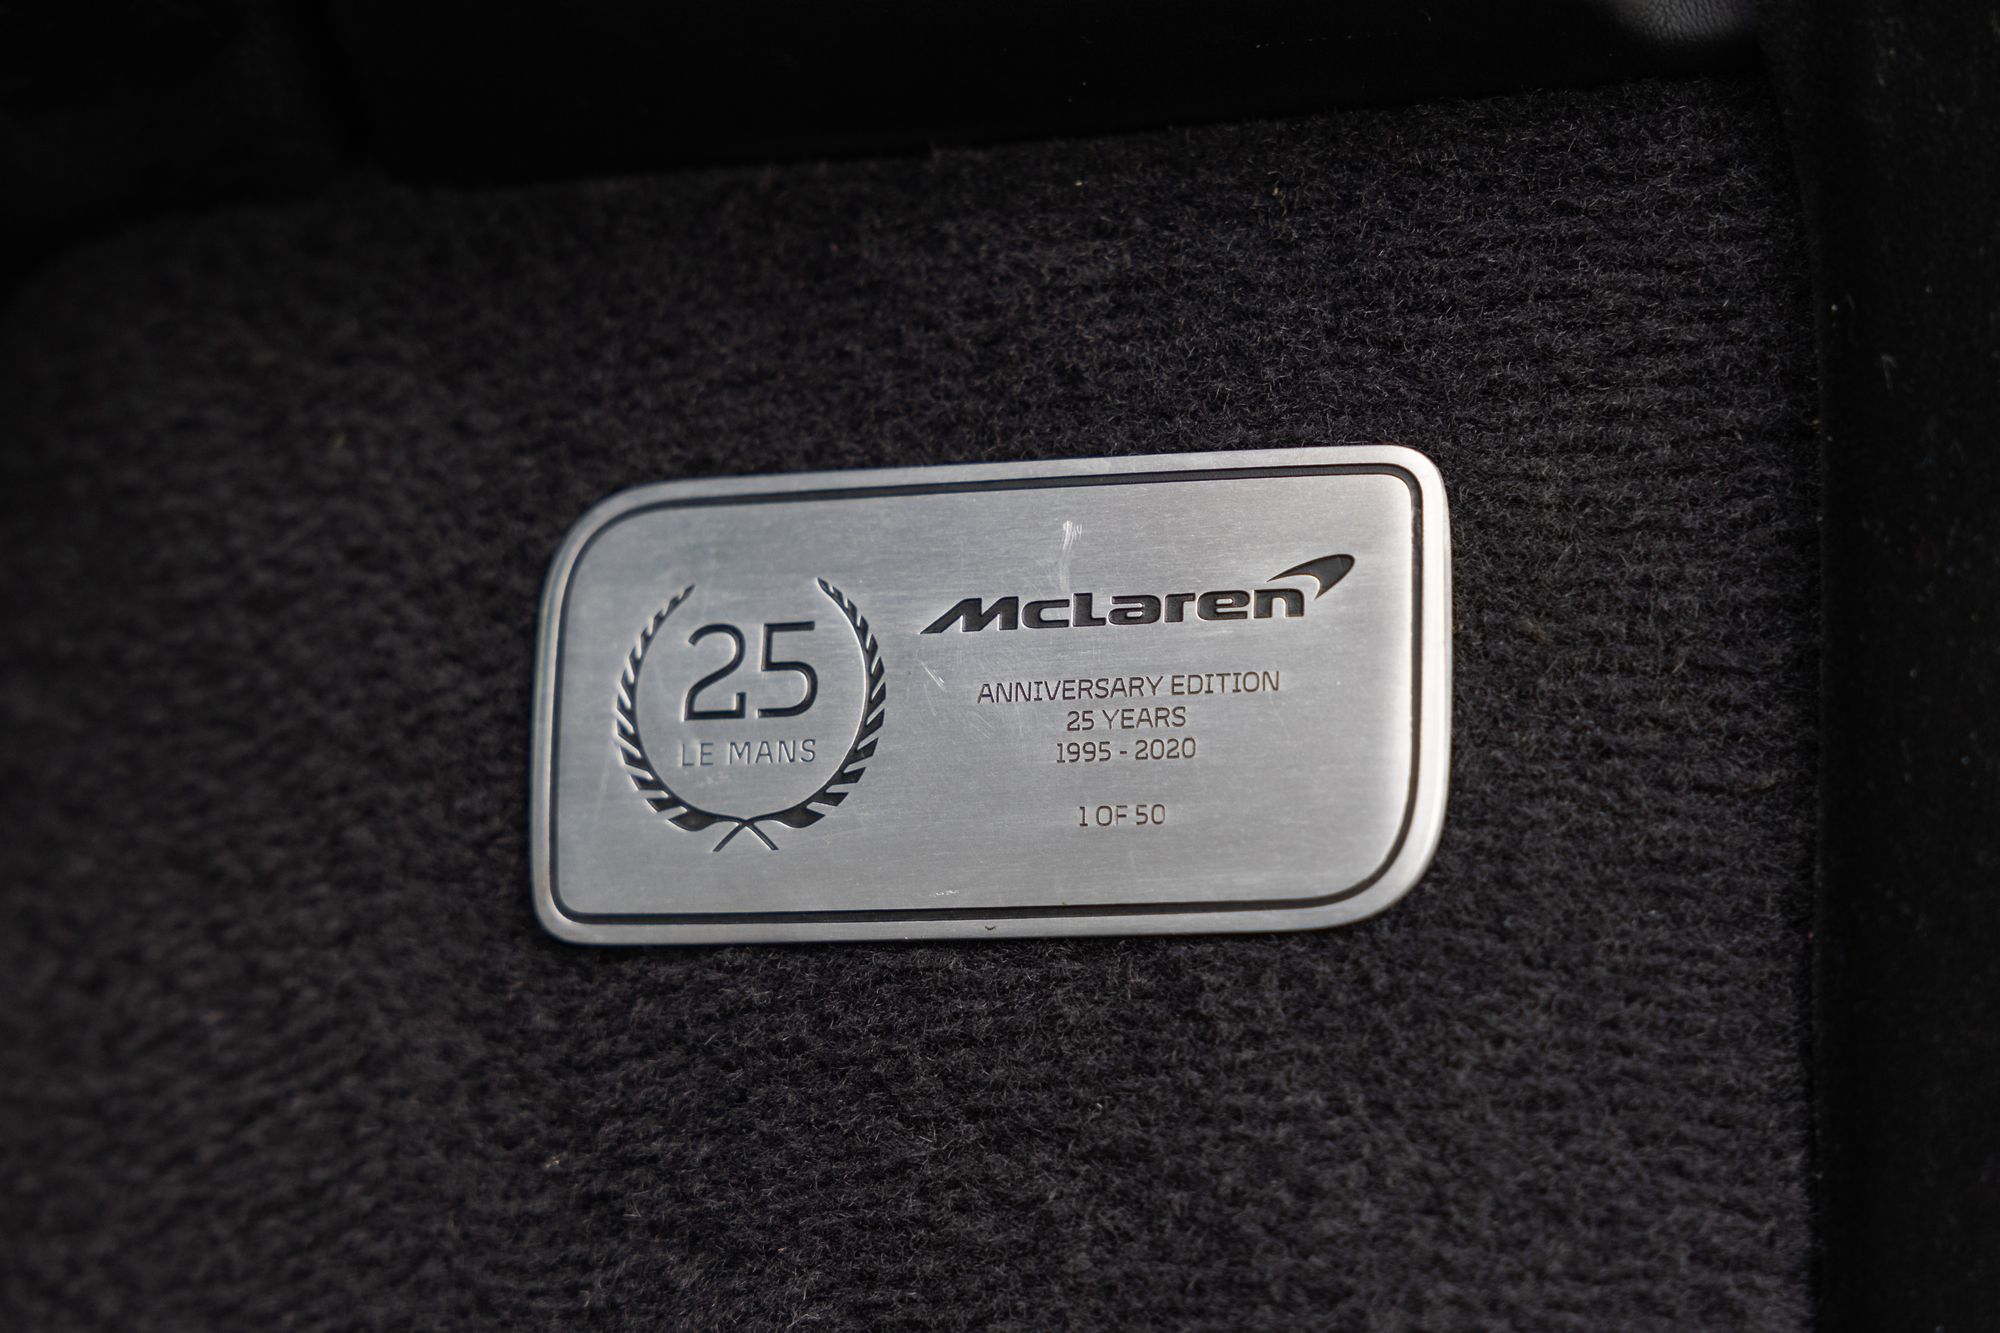 25
LE MANS
McLaren
ANNIVERSARY EDITION
25 YEARS
1995 - 2020
1 OF 50